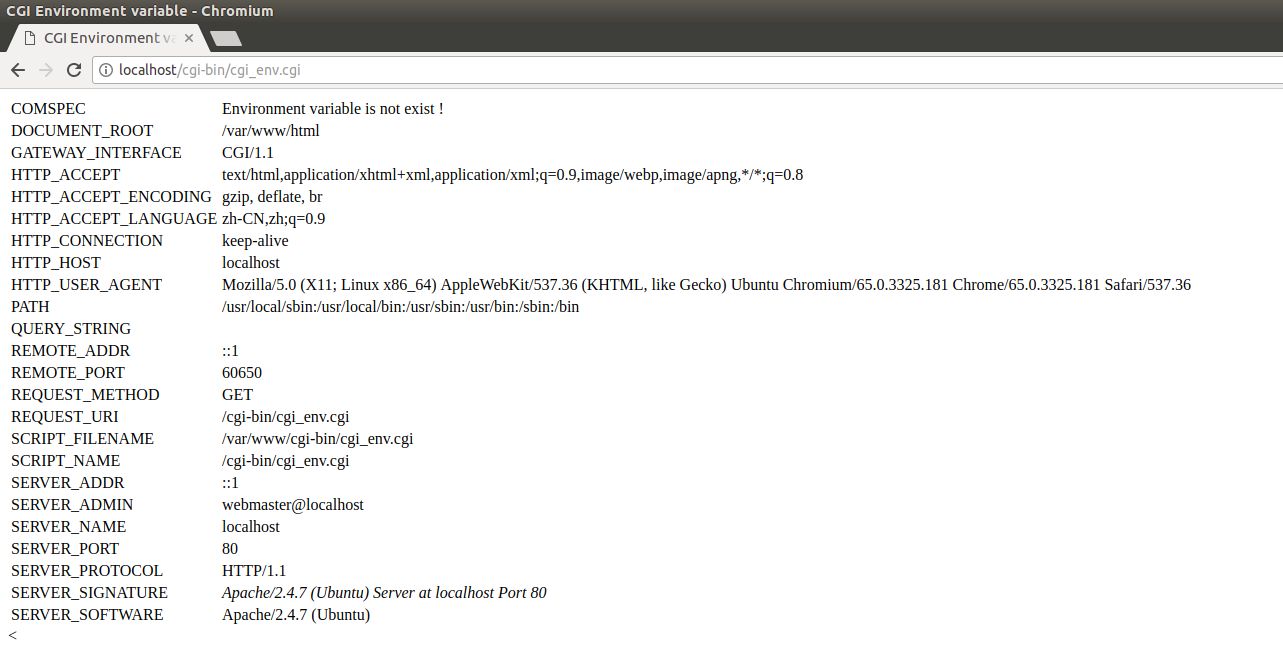 CGI Environment variable - Chromium
CGI Environment va
localhost/cgi-bin/cgi_env.cgi
COMSPEC Environment variable is not exist !
DOCUMENT_ROOT /var/www/html
GATEWAY_INTERFACE CGI/1.1
HTTP_ACCEPT text/html,application/xhtml+xml,application/xml;q=0.9,image/webp,image/apng,*/*;q=0.8
HTTP_ACCEPT_ENCODING gzip, deflate, br
HTTP_ACCEPT_LANGUAGE zh-CN,zh;q=0.9
HTTP_CONNECTION keep-alive
HTTP_HOST localhost
HTTP_USER_AGENT Mozilla/5.0 (X11; Linux x86_64) AppleWebKit/537.36 (KHTML, like Gecko) Ubuntu Chromium/65.0.3325.181 Chrome/65.0.3325.181 Safari/537.36
PATH /usr/local/sbin:/usr/local/bin:/usr/sbin:/usr/bin:/sbin:/bin
QUERY_STRING
REMOTE_ADDR ::1
REMOTE_PORT 60650
REQUEST_METHOD GET
REQUEST_URI /cgi-bin/cgi_env.cgi
SCRIPT_FILENAME /var/www/cgi-bin/cgi_env.cgi
SCRIPT_NAME /cgi-bin/cgi_env.cgi
SERVER_ADDR ::1
SERVER_ADMIN webmaster@localhost
SERVER_NAME localhost
SERVER_PORT 80
SERVER_PROTOCOL HTTP/1.1
SERVER_SIGNATURE Apache/2.4.7 (Ubuntu) Server at localhost Port 80
SERVER_SOFTWARE Apache/2.4.7 (Ubuntu)
<